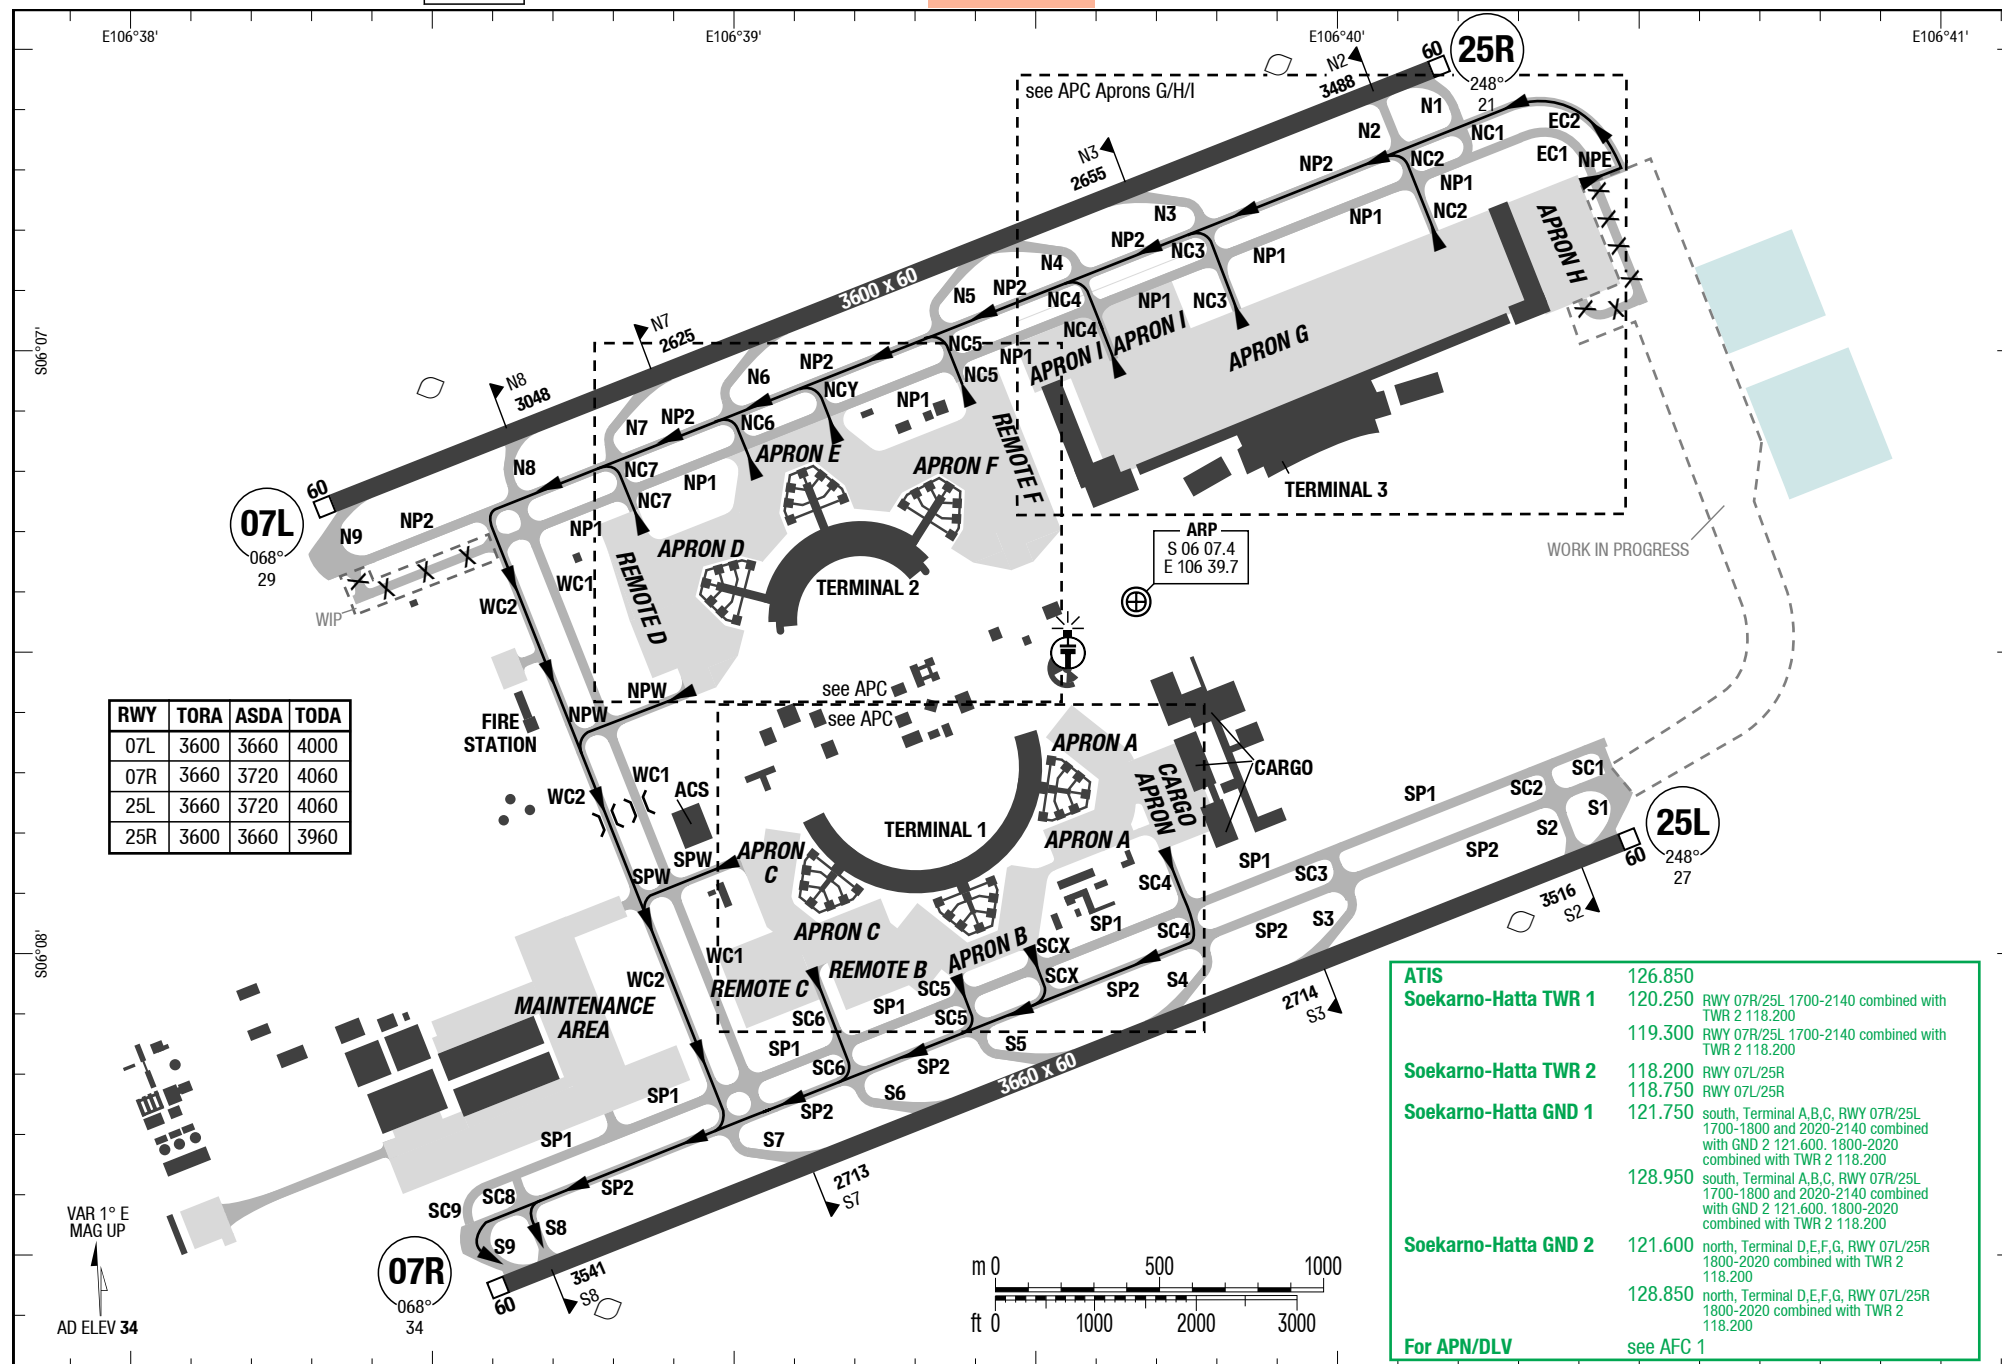 E106°38'
E106°39'
E106°40'
E106°41'
60
25R
248°
21
N2
3488
see APC Aprons G/H/I
N1
N2
NC1
EC2
EC1
NPE
NC2
NP2
NP1
NC2
NP1
N3
2655
N3
NP2
NC3
NP1
APRON H
N4
NC4
NP1
NC3
NC4
APRON I
APRON I
APRON G
3600 x 60
N5
NP2
NC5
NP1
NC5
N7
2625
S06°07'
NP2
N6
NCY
NP1
NC6
N8
3048
NP2
N7
APRON E
APRON F
REMOTE F
N8
NC7
NP1
NC7
TERMINAL 3
60
07L
068°
29
N9
NP2
NP1
APRON D
REMOTE D
WC1
WC2
WIP
TERMINAL 2
ARP
S 06 07.4
E 106 39.7
WORK IN PROGRESS
NPW
NPW
see APC
see APC
RWY TORA ASDA TODA
07L 3600 3660 4000
07R 3660 3720 4060
25L 3660 3720 4060
25R 3600 3660 3960
FIRE
STATION
WC1
WC2
ACS
APRON A
CARGO
APRON
CARGO
TERMINAL 1
APRON A
SC1
SC2
SP1
S1
S2
SP2
25L
60
248°
27
SPW
SPW
APRON
C
SP1
SC3
SC4
3516
S2
S3
SP2
S06°08'
APRON C
APRON B
SP1
SCX
SC4
WC1
WC2
REMOTE C
REMOTE B
SCX
SC5
SP1
SP2
S4
2714
S3
MAINTENANCE
AREA
SC6
SC5
SP1
S5
3660 x 60
SC6
SP2
S6
SP1
SP2
SP1
S7
2713
S7
SC8
SP2
SC9
S8
S9
07R
068°
34
60
3541
S8
VAR 1° E
MAG UP
AD ELEV 34
m 0 500 1000
ft 0 1000 2000 3000
ATIS 126.850
Soekarno-Hatta TWR 1 120.250 RWY 07R/25L 1700-2140 combined with
TWR 2 118.200
119.300 RWY 07R/25L 1700-2140 combined with
TWR 2 118.200
Soekarno-Hatta TWR 2 118.200 RWY 07L/25R
118.750 RWY 07L/25R
Soekarno-Hatta GND 1 121.750 south, Terminal A,B,C, RWY 07R/25L
1700-1800 and 2020-2140 combined
with GND 2 121.600. 1800-2020
combined with TWR 2 118.200
128.950 south, Terminal A,B,C, RWY 07R/25L
1700-1800 and 2020-2140 combined
with GND 2 121.600. 1800-2020
combined with TWR 2 118.200
Soekarno-Hatta GND 2 121.600 north, Terminal D,E,F,G, RWY 07L/25R
1800-2020 combined with TWR 2
118.200
128.850 north, Terminal D,E,F,G, RWY 07L/25R
1800-2020 combined with TWR 2
118.200
For APN/DLV see AFC 1